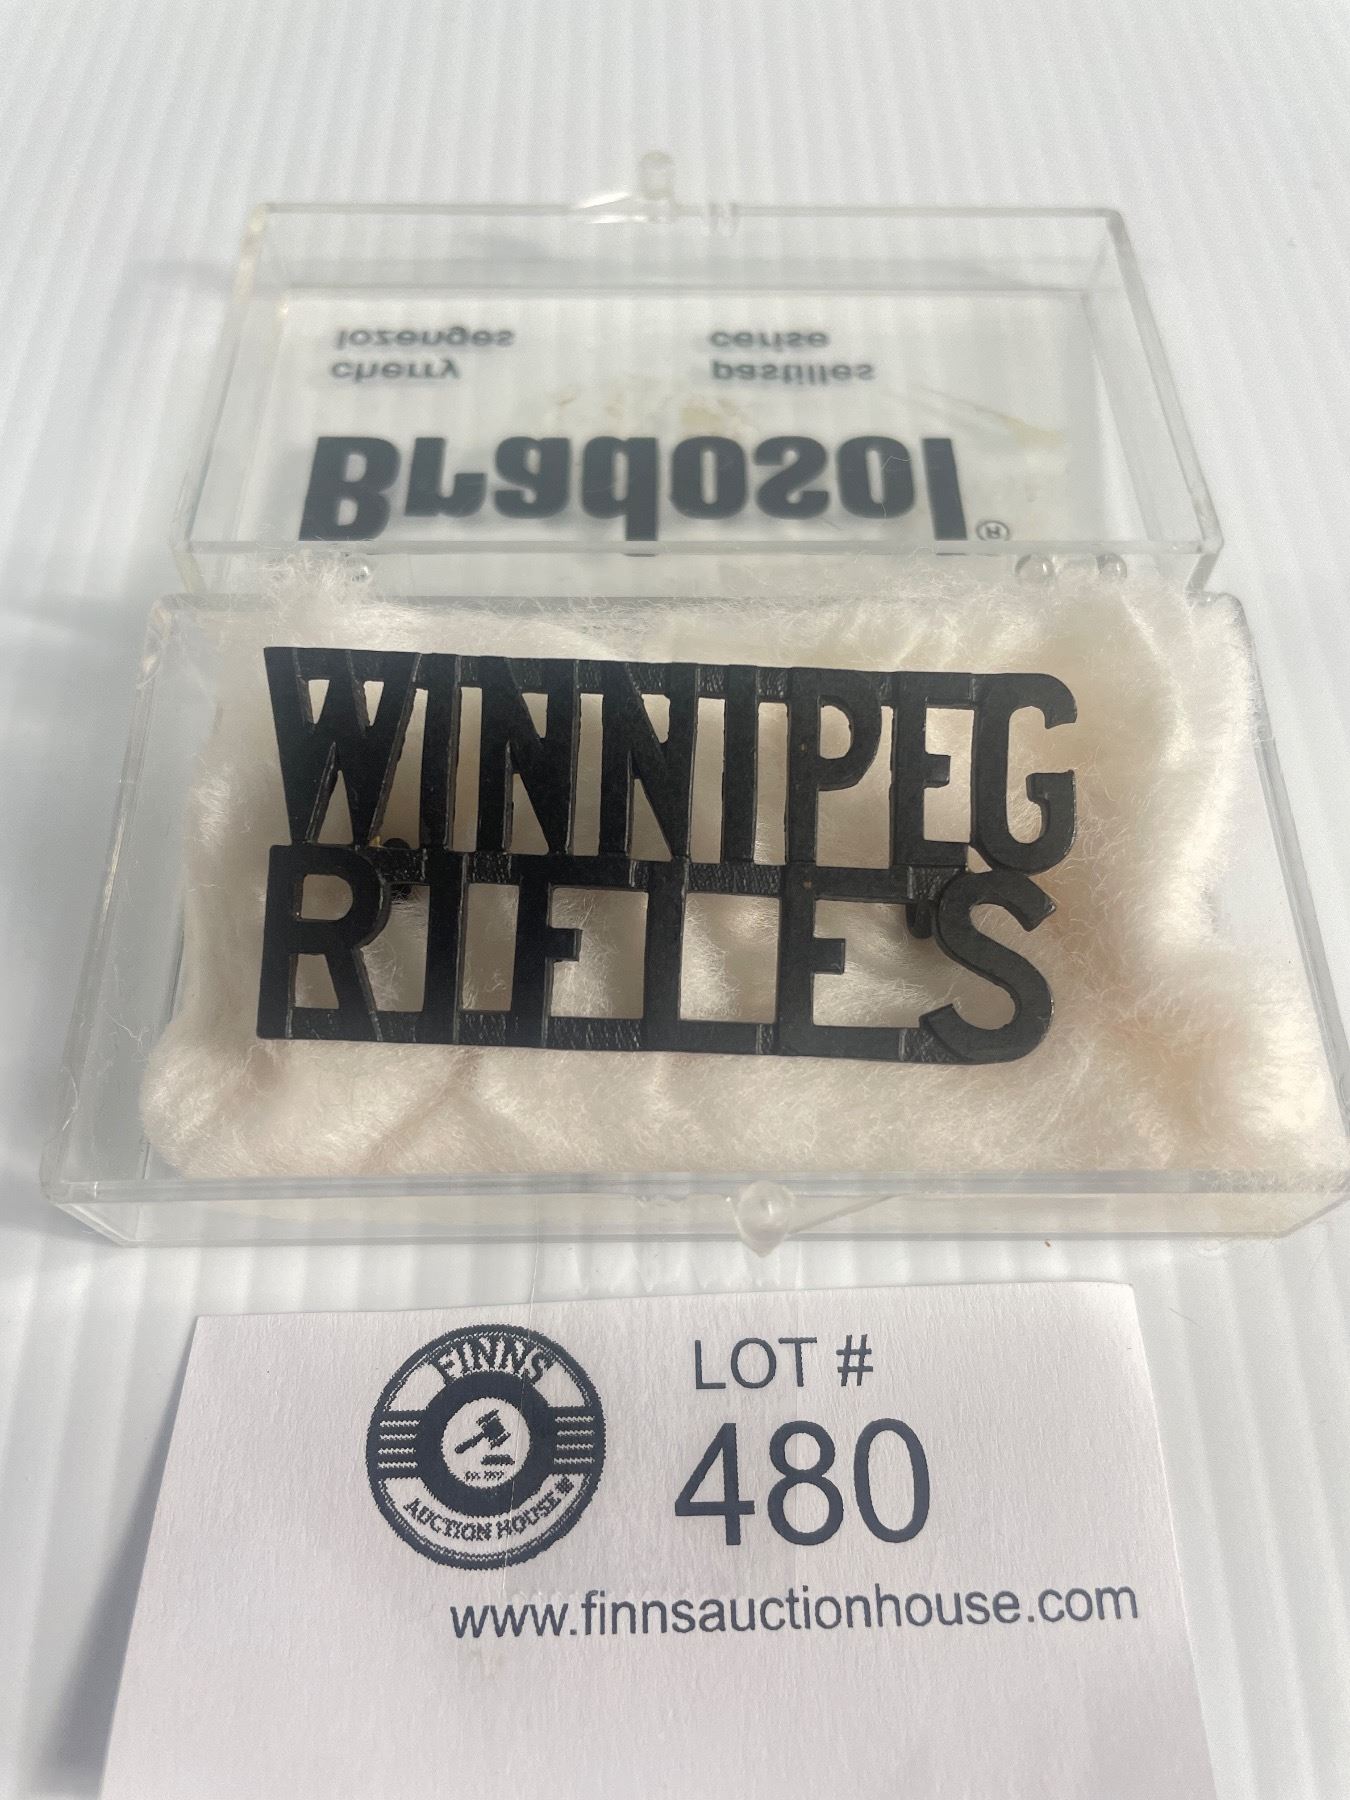 lozenges cerise
cherry pastilles
Bradosol®
WINNIPEG
RIFLES
FINNS
AUCTION HOUSE
LOT #
480
www.finnsauctionhouse.com